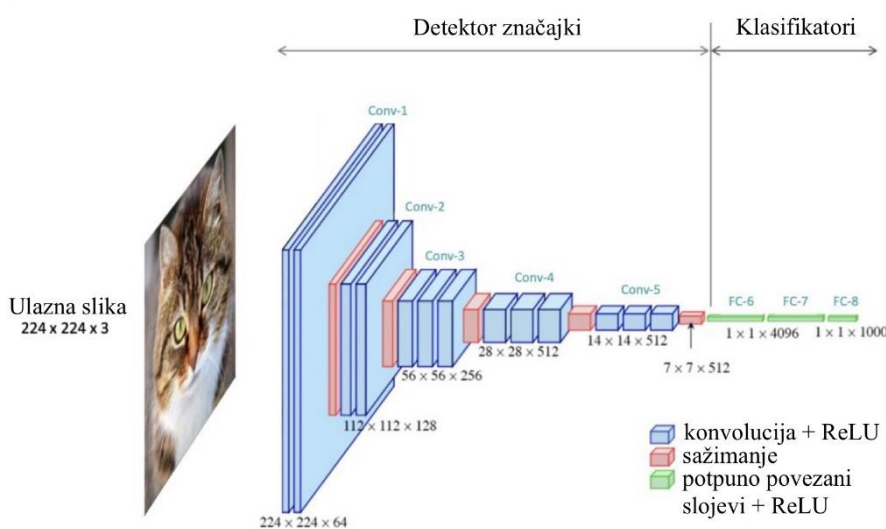 Detektor značajki
Klasifikatori
Conv-1
Conv-2
Conv-3
Conv-4
Conv-5
FC-6
FC-7
FC-8
Ulazna slika
224 x 224 x 3
1 × 1 × 4096
1 × 1 × 1000
28 × 28 × 512
14 × 14 × 512
7 × 7 × 512
56 × 56 × 256
112 × 112 × 128
224 × 224 × 64
konvolucija + ReLU
sažimanje
potpuno povezani
slojevi + ReLU